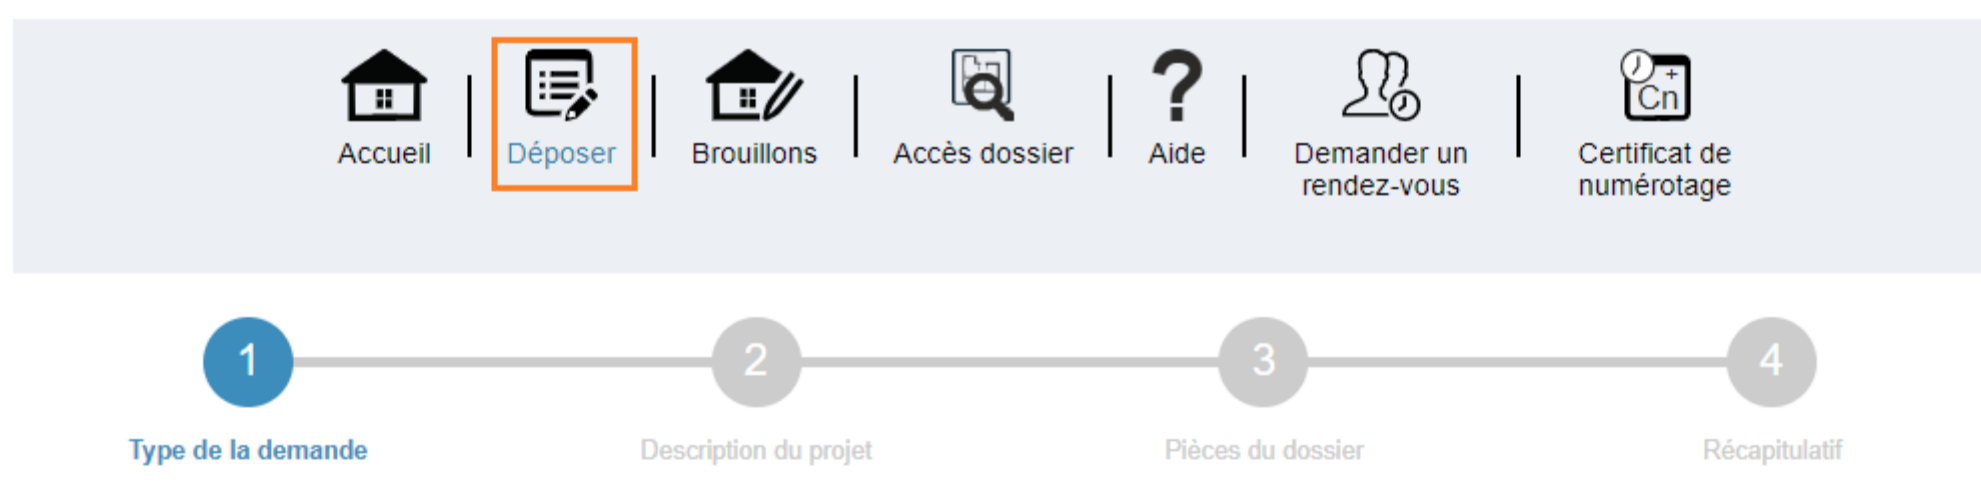 Accueil
Déposer
Brouillons
Accès dossier
Aide
Demander un
rendez-vous
Cn
Certificat de
numérotage
1
2
3
4
Type de la demande
Description du projet
Pièces du dossier
Récapitulatif